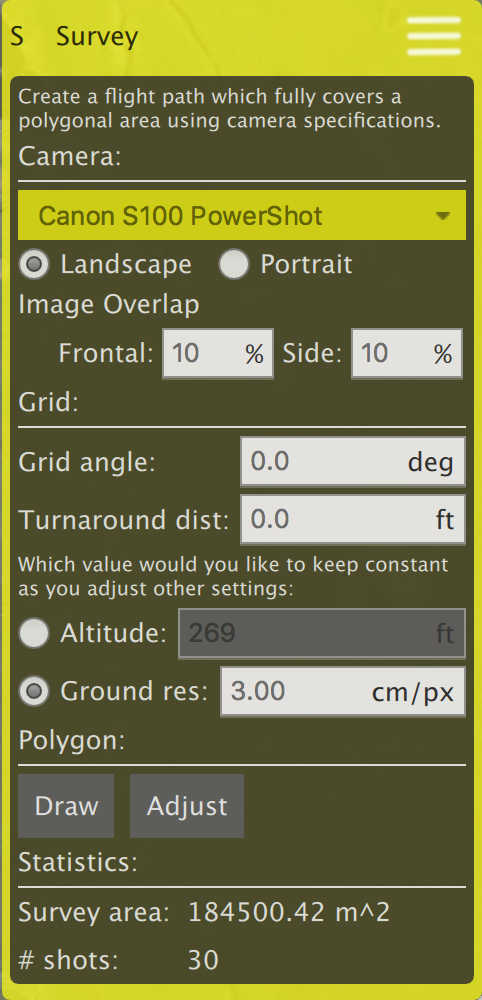 S Survey
Create a flight path which fully covers a
polygonal area using camera specifications.
Camera:
Canon S100 PowerShot
Landscape Portrait
Image Overlap
Frontal: 10 % Side: 10 %
Grid:
Grid angle: 0.0 deg
Turnaround dist: 0.0 ft
Which value would you like to keep constant
as you adjust other settings:
Altitude: 269 ft
Ground res: 3.00 cm/px
Polygon:
Draw Adjust
Statistics:
Survey area: 184500.42 m^2
# shots: 30